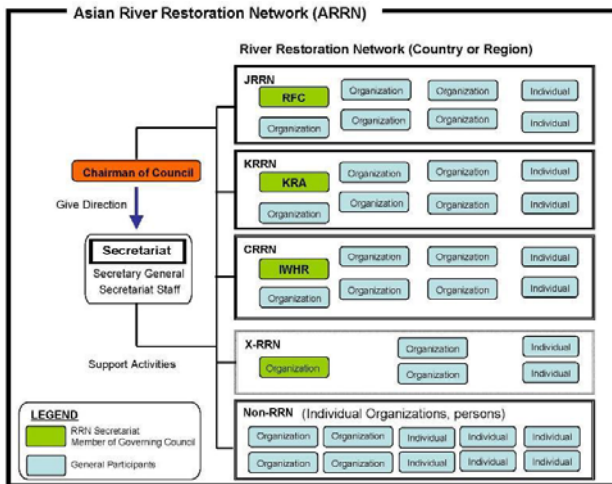 Asian River Restoration Network (ARRN)
River Restoration Network (Country or Region)
JRRN
RFC
Organization
Organization
Individual
Organization
Organization
Organization
Individual
Chairman of Council
Give Direction
Secretariat
Secretary General
Secretariat Staff
Support Activities
KRRN
KRA
Organization
Organization
Individual
Organization
Organization
Organization
Individual
CRRN
IWHR
Organization
Organization
Individual
Organization
Organization
Organization
Individual
X-RRN
Organization
Organization
Individual
Organization
Individual
Non-RRN (Individual Organizations, persons)
Organization
Organization
Individual
Individual
Individual
Organization
Organization
Individual
Individual
Individual
LEGEND
RRN Secretariat
Member of Governing Council
General Participants